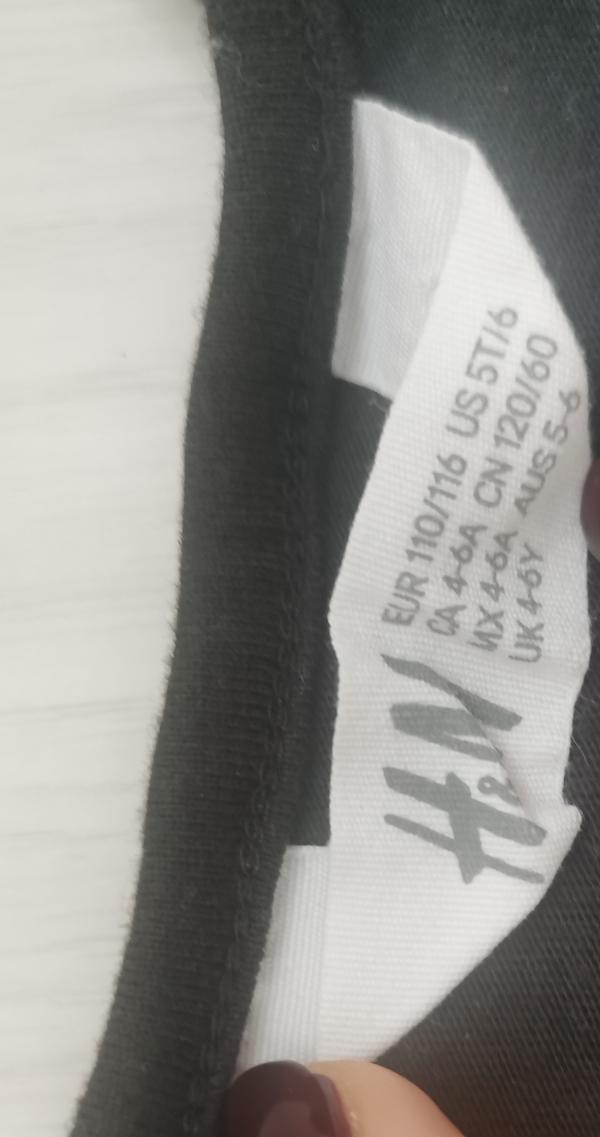 H&M
EUR 110/116 US 5T/6
CA 4-6A CN 120/60
MX 4-6A AUS 5-6
UK 4-6Y